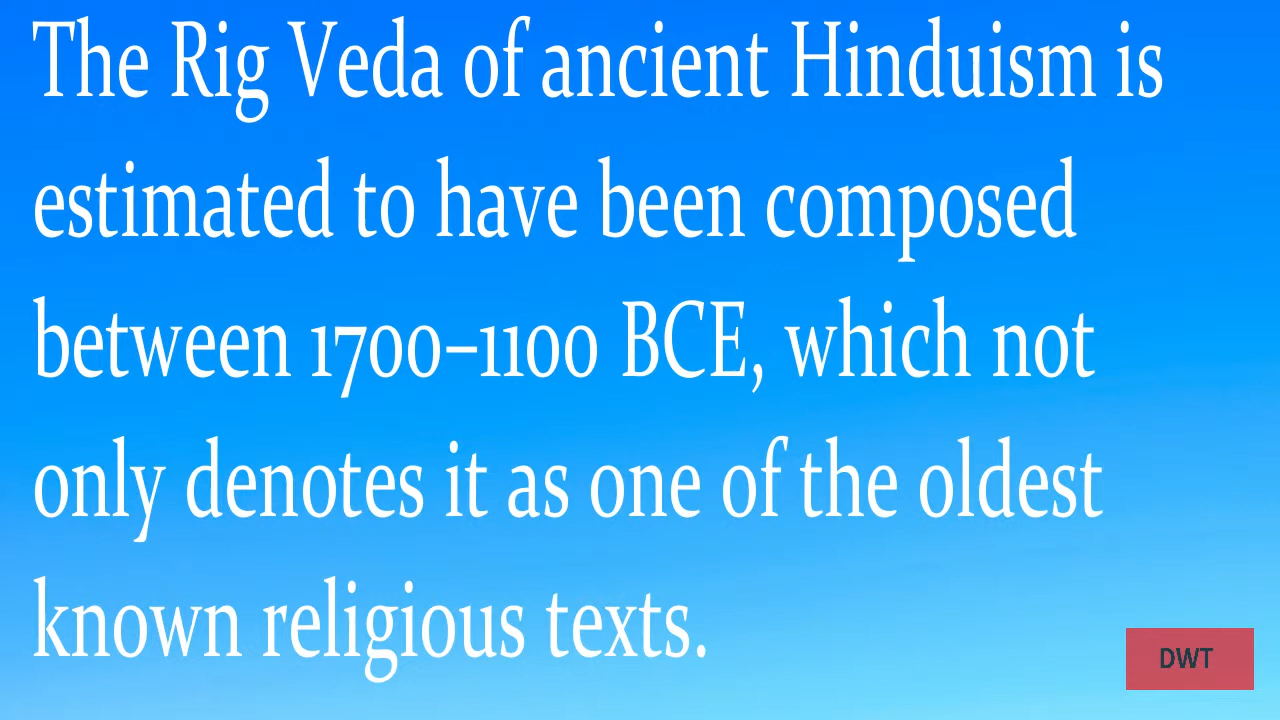 The Rig Veda of ancient Hinduism is
estimated to have been composed
between 1700–1100 BCE, which not
only denotes it as one of the oldest
known religious texts.
DWT